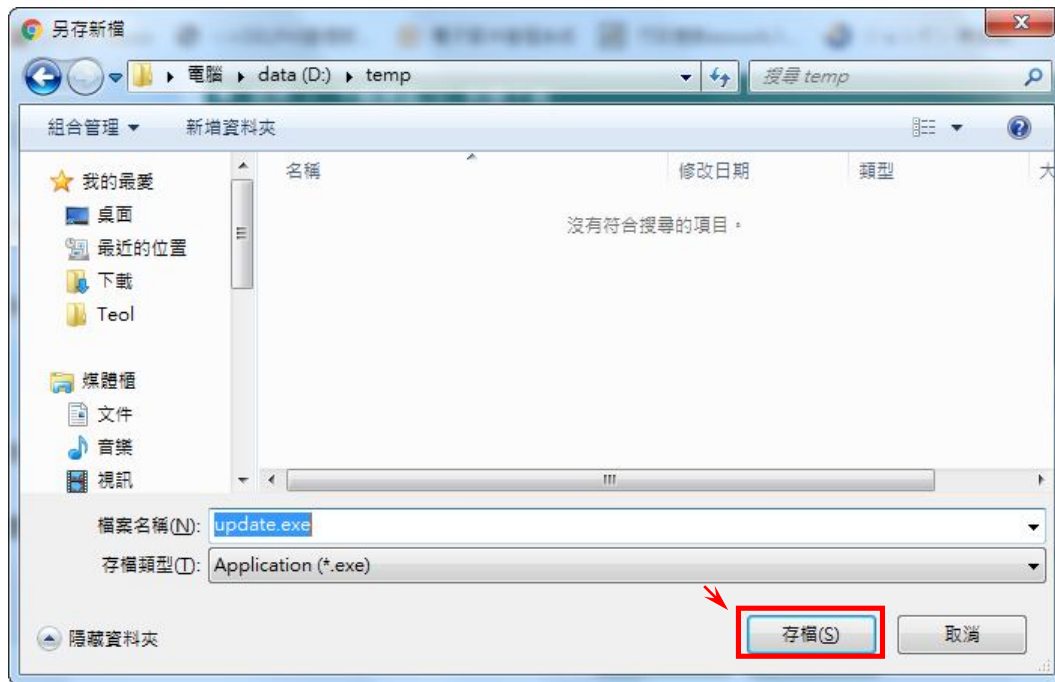 另存新檔
電腦 ▸ data (D:) ▸ temp
搜尋 temp
組合管理 ▼ 新增資料夾
名稱 修改日期 類型 大
沒有符合搜尋的項目。
我的最愛
桌面
最近的位置
下載
Teol
媒體櫃
文件
音樂
視訊
檔案名稱(N): update.exe
存檔類型(T): Application (*.exe)
隱藏資料夾
存檔(S) 取消